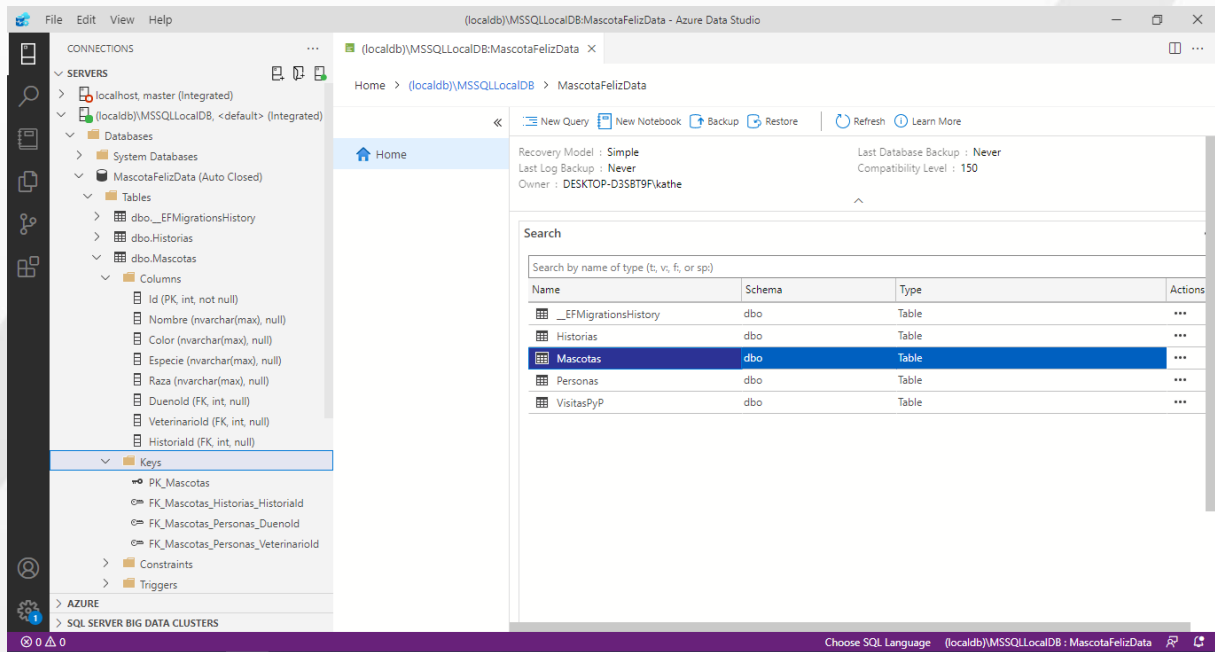 File Edit View Help
(localdb)\MSSQLLocalDB:MascotaFelizData - Azure Data Studio
CONNECTIONS
SERVERS
localhost, master (Integrated)
(localdb)\MSSQLLocalDB, <default> (Integrated)
Databases
System Databases
MascotaFelizData (Auto Closed)
Tables
dbo.__EFMigrationsHistory
dbo.Historias
dbo.Mascotas
Columns
Id (PK, int, not null)
Nombre (nvarchar(max), null)
Color (nvarchar(max), null)
Especie (nvarchar(max), null)
Raza (nvarchar(max), null)
DuenoId (FK, int, null)
VeterinarioId (FK, int, null)
HistoriaId (FK, int, null)
Keys
PK_Mascotas
FK_Mascotas_Historias_HistoriaId
FK_Mascotas_Personas_DuenoId
FK_Mascotas_Personas_VeterinarioId
Constraints
Triggers
AZURE
SQL SERVER BIG DATA CLUSTERS
1
(localdb)\MSSQLLocalDB:MascotaFelizData
Home > (localdb)\MSSQLLocalDB > MascotaFelizData
Home
New Query New Notebook Backup Restore Refresh Learn More
Recovery Model : Simple Last Database Backup : Never
Last Log Backup : Never Compatibility Level : 150
Owner : DESKTOP-D3SBT9F\kathe
Search
Search by name of type (t:, v:, f:, or sp:)
Name Schema Type Actions
__EFMigrationsHistory dbo Table
Historias dbo Table
Mascotas dbo Table
Personas dbo Table
VisitasPyP dbo Table
0 0 Choose SQL Language (localdb)\MSSQLLocalDB : MascotaFelizData